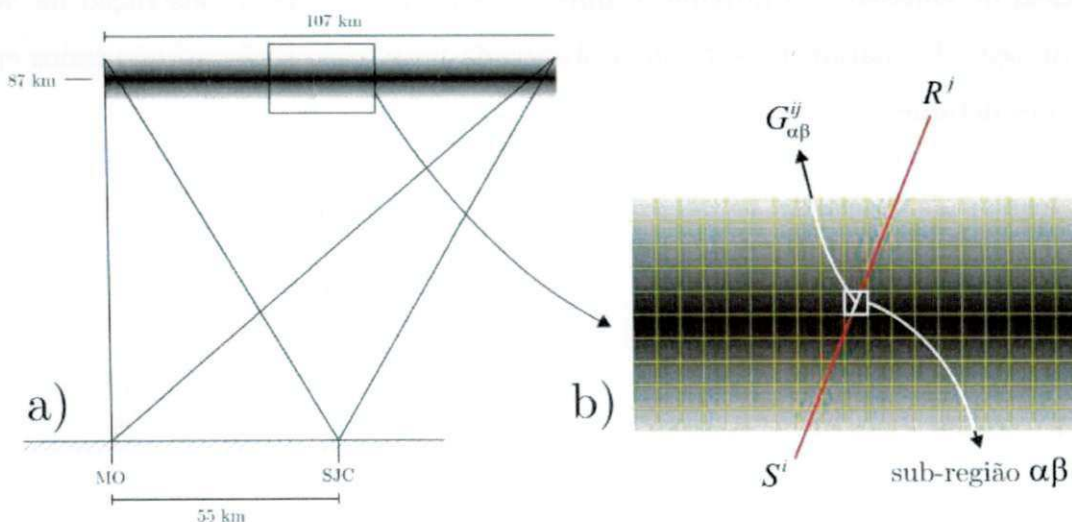 107 km
87 km
a)
MO
SJC
55 km
G^{ij}_{αβ}
R^j
b)
S^i
sub-região αβ